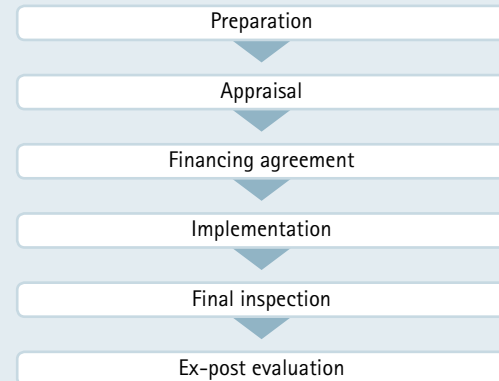 Preparation
Appraisal
Financing agreement
Implementation
Final inspection
Ex-post evaluation